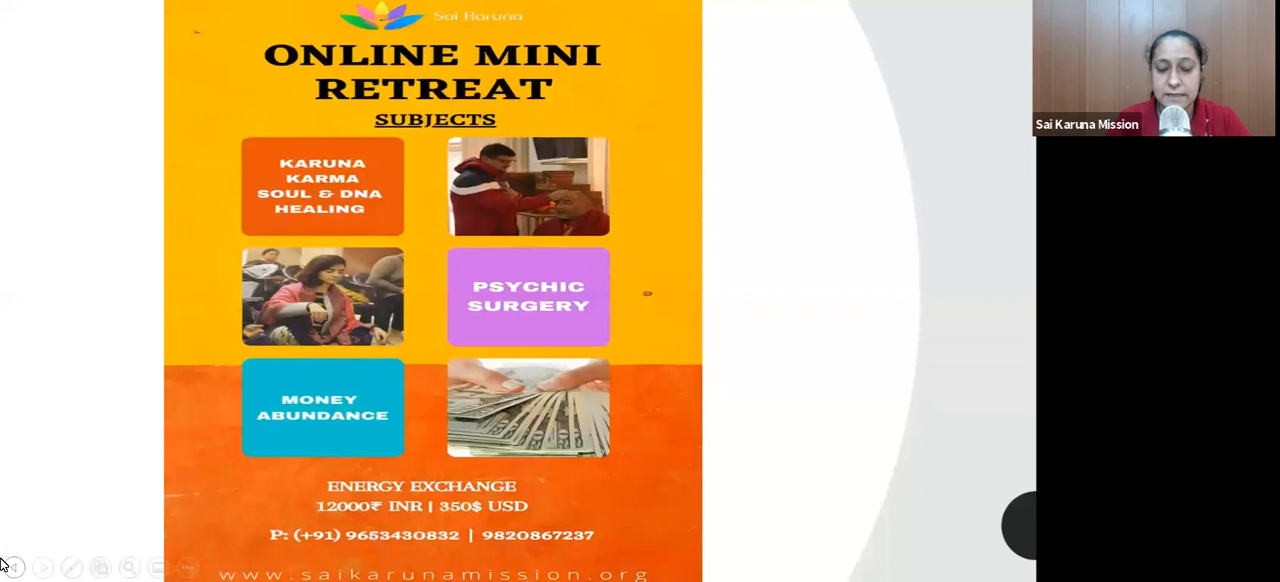 Sai Karuna
ONLINE MINI
RETREAT
SUBJECTS
KARUNA
KARMA
SOUL & DNA
HEALING
PSYCHIC
SURGERY
MONEY
ABUNDANCE
ENERGY EXCHANGE
12000₹ INR | 350$ USD
P: (+91) 9653430832 | 9820867237
www.saikarunamission.org
Sai Karuna Mission